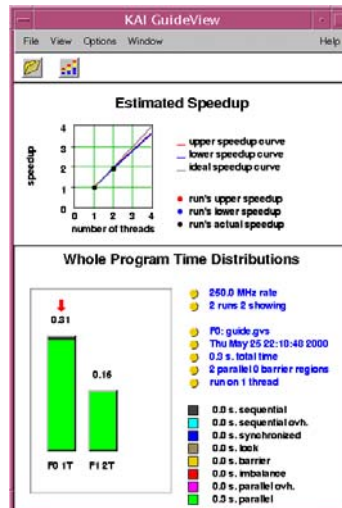 KAI GuideView
File View Options Window Help
Estimated Speedup
speedup
4
3
2
1
0
0 1 2 3 4
number of threads
upper speedup curve
lower speedup curve
ideal speedup curve
run's upper speedup
run's lower speedup
run's actual speedup
Whole Program Time Distributions
0.31
0.16
F0 1T F1 2T
250.0 MHz rate
2 runs 2 showing
F0: guide.gvs
Thu May 25 22:18:48 2000
0.3 s. total time
2 parallel 0 barrier regions
run on 1 thread
0.0 s. sequential
0.0 s. sequential ovh.
0.0 s. synchronized
0.0 s. lock
0.0 s. barrier
0.0 s. imbalance
0.0 s. parallel ovh.
0.3 s. parallel